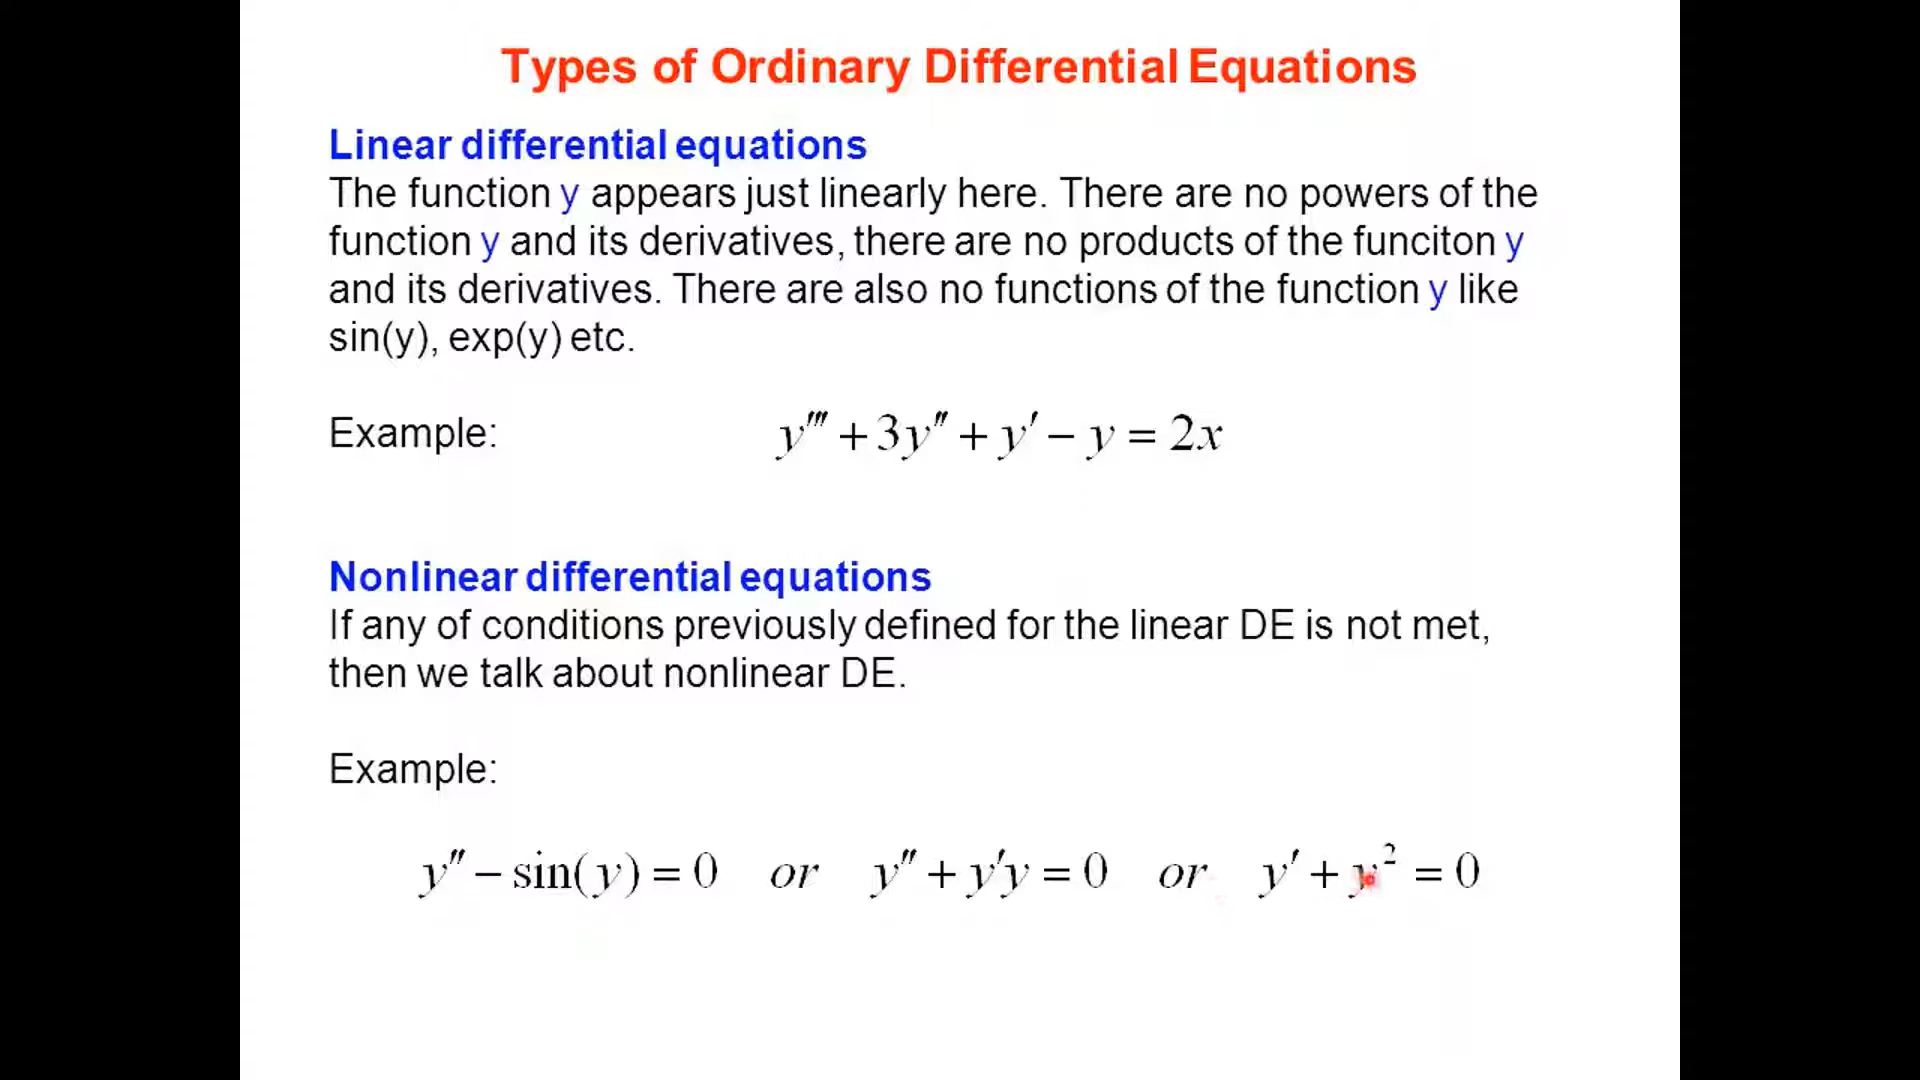 Types of Ordinary Differential Equations
Linear differential equations
The function y appears just linearly here. There are no powers of the
function y and its derivatives, there are no products of the funciton y
and its derivatives. There are also no functions of the function y like
sin(y), exp(y) etc.
Example: y‴ + 3y″ + y′ − y = 2x
Nonlinear differential equations
If any of conditions previously defined for the linear DE is not met,
then we talk about nonlinear DE.
Example:
y″ − sin(y) = 0 or y″ + y′y = 0 or y′ + y² = 0